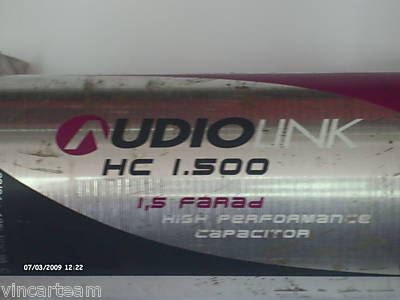 AUDIOLINK
HC 1.500
1,5 FARAd
HIGH PERFORMANCE
CAPACITOR
07/03/2009 12:22
@ vincarteam